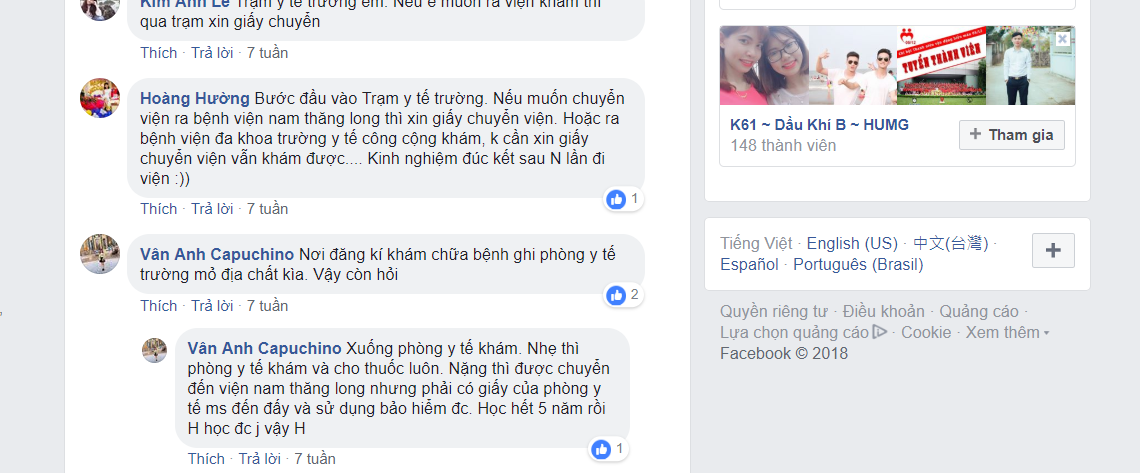 Kim Anh Le Trạm y tế trường em. Nếu e muốn ra viện khám thì
qua trạm xin giấy chuyển
Thích · Trả lời · 7 tuần
Hoàng Hường Bước đầu vào Trạm y tế trường. Nếu muốn chuyển
viện ra bệnh viện nam thăng long thì xin giấy chuyển viện. Hoặc ra
bệnh viện đa khoa trường y tế công cộng khám, k cần xin giấy
chuyển viện vẫn khám được.... Kinh nghiệm đúc kết sau N lần đi
viện :))
1
Thích · Trả lời · 7 tuần
Vân Anh Capuchino Nơi đăng kí khám chữa bệnh ghi phòng y tế
trường mỏ địa chất kìa. Vậy còn hỏi
2
Thích · Trả lời · 7 tuần
Vân Anh Capuchino Xuống phòng y tế khám. Nhẹ thì
phòng y tế khám và cho thuốc luôn. Nặng thì được chuyển
đến viện nam thăng long nhưng phải có giấy của phòng y
tế ms đến đấy và sử dụng bảo hiểm đc. Học hết 5 năm rồi
H học đc j vậy H
1
Thích · Trả lời · 7 tuần
TUYỂN THÀNH VIÊN
K61 ~ Dầu Khí B ~ HUMG
148 thành viên
+ Tham gia
Tiếng Việt · English (US) · 中文(台灣) ·
Español · Português (Brasil)
Quyền riêng tư · Điều khoản · Quảng cáo ·
Lựa chọn quảng cáo · Cookie · Xem thêm
Facebook © 2018